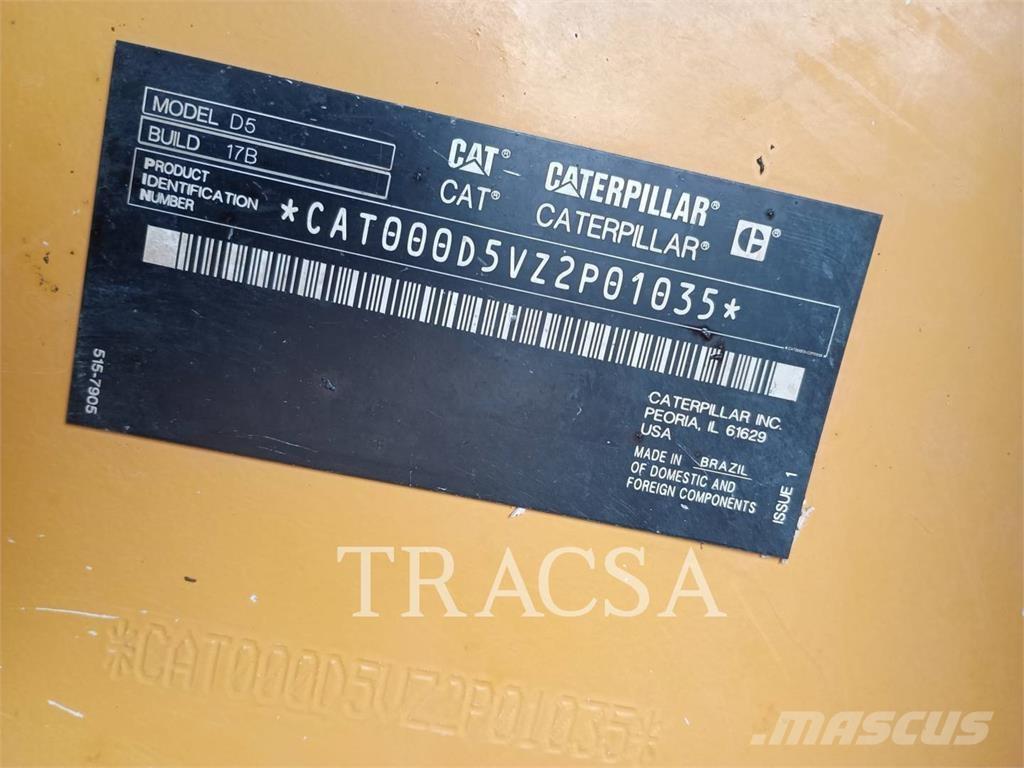 MODEL D5
BUILD 17B
PRODUCT
IDENTIFICATION
NUMBER
*CAT000D5VZ2P01035*
CAT®
CATERPILLAR®
CAT®
CATERPILLAR®
C®
515-7905
CATERPILLAR INC.
PEORIA, IL 61629
USA
MADE IN BRAZIL
OF DOMESTIC AND
FOREIGN COMPONENTS
ISSUE 1
TRACSA
*CAT000D5VZ2P01035*
MASCUS